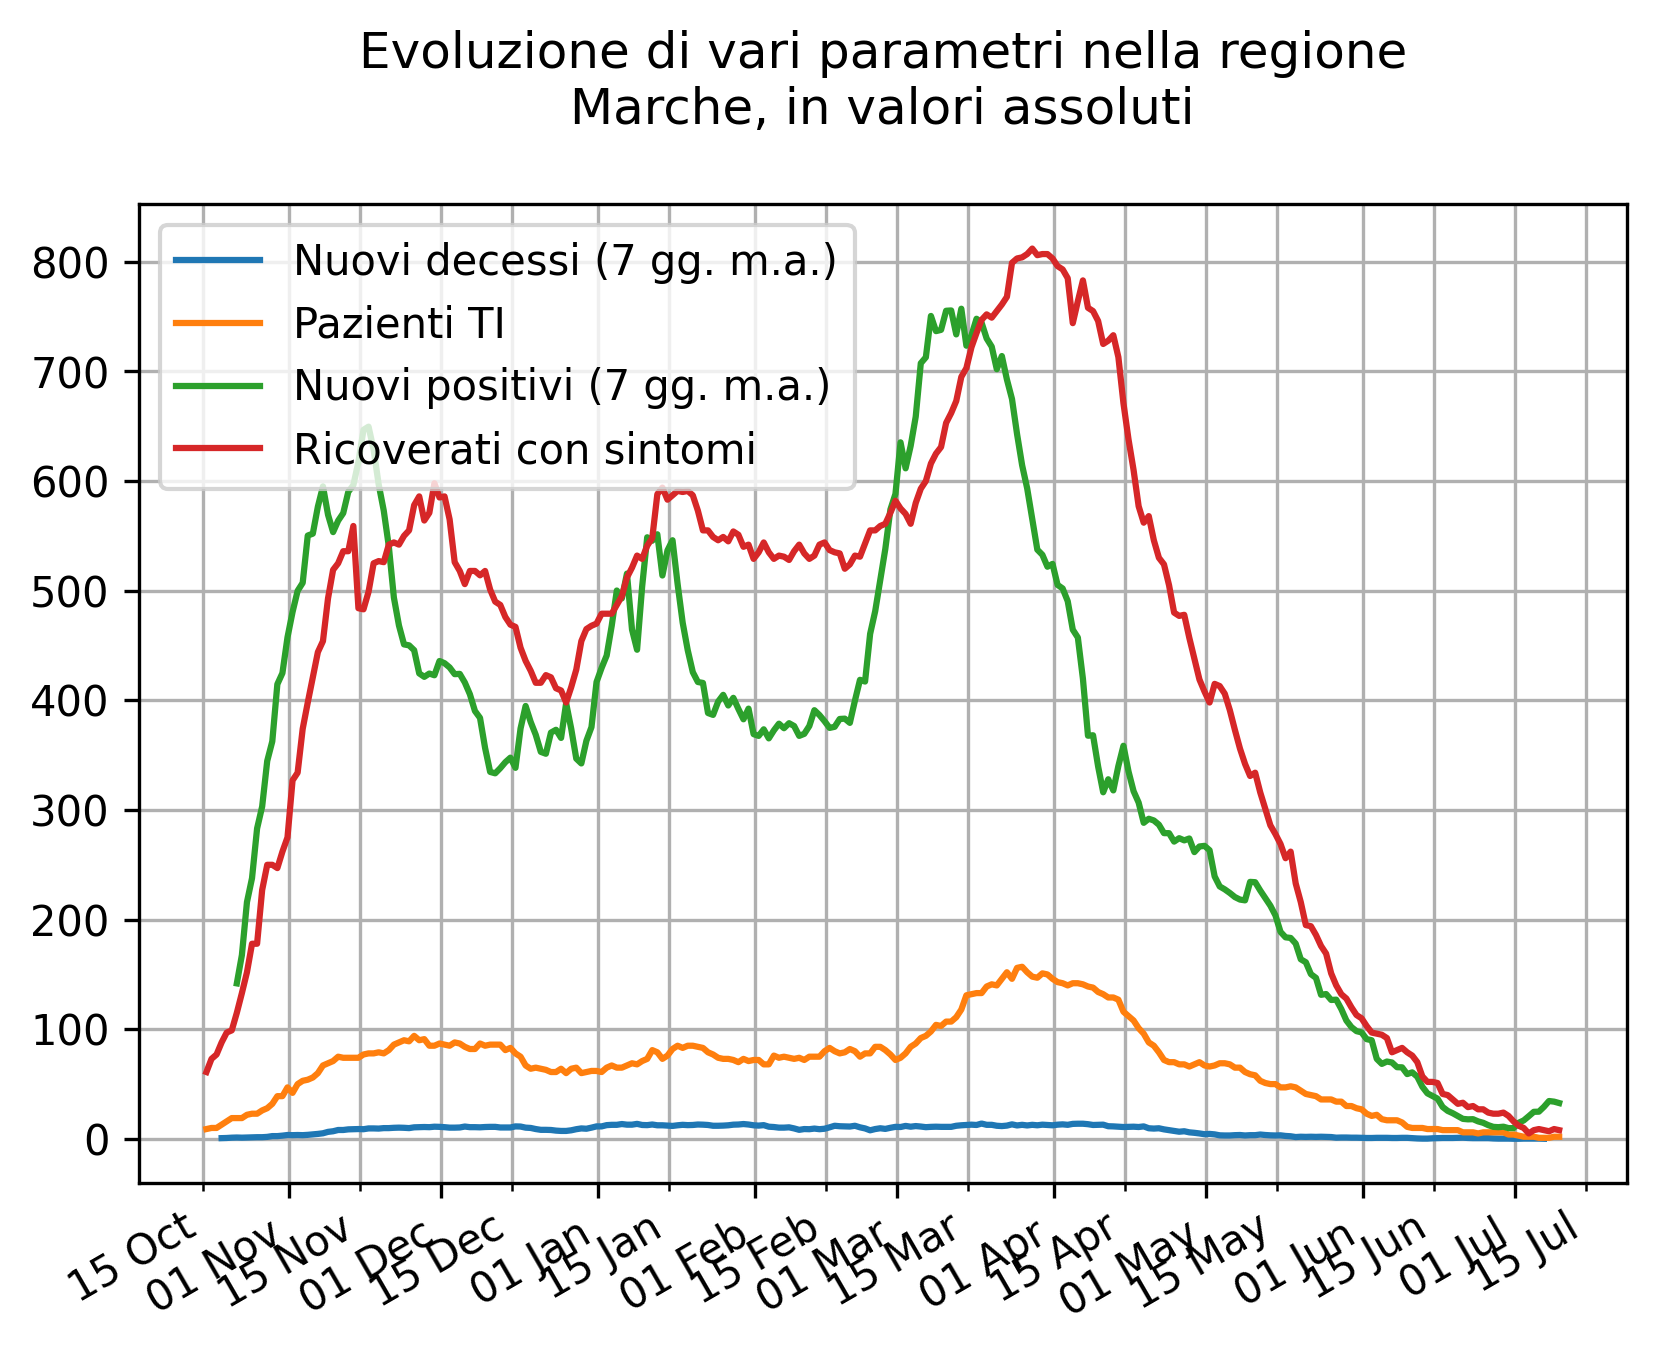 Evoluzione di vari parametri nella regione
Marche, in valori assoluti
Nuovi decessi (7 gg. m.a.)
Pazienti TI
Nuovi positivi (7 gg. m.a.)
Ricoverati con sintomi
800
700
600
500
400
300
200
100
0
15 Oct
01 Nov
15 Nov
01 Dec
15 Dec
01 Jan
15 Jan
01 Feb
15 Feb
01 Mar
15 Mar
01 Apr
15 Apr
01 May
15 May
01 Jun
15 Jun
01 Jul
15 Jul